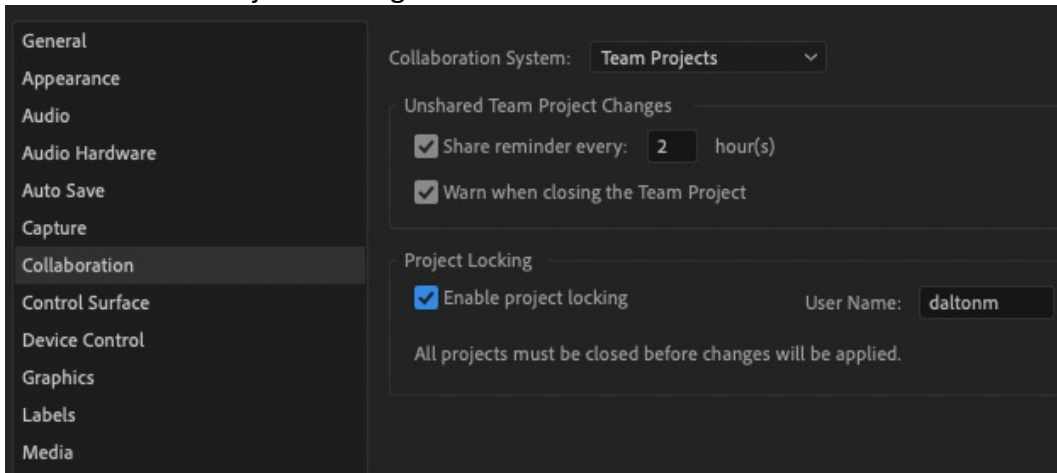 General
Appearance
Audio
Audio Hardware
Auto Save
Capture
Collaboration
Control Surface
Device Control
Graphics
Labels
Media
Collaboration System: Team Projects
Unshared Team Project Changes
Share reminder every: 2 hour(s)
Warn when closing the Team Project
Project Locking
Enable project locking User Name: daltonm
All projects must be closed before changes will be applied.